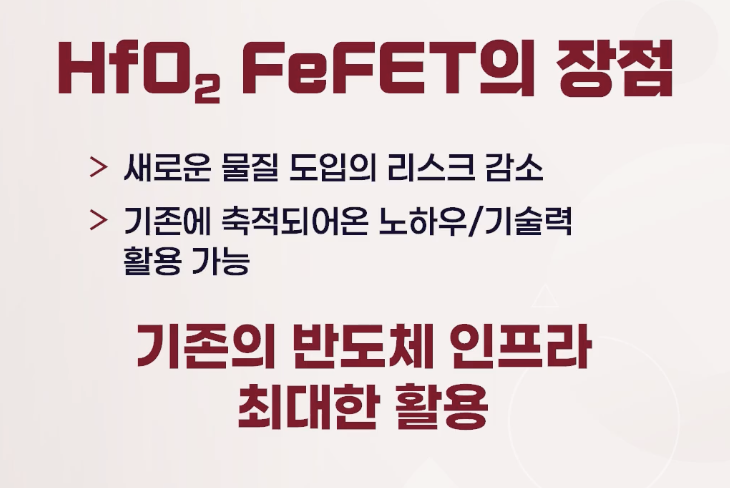 HfO₂ FeFET의 장점
> 새로운 물질 도입의 리스크 감소
> 기존에 축적되어온 노하우/기술력
활용 가능
기존의 반도체 인프라
최대한 활용